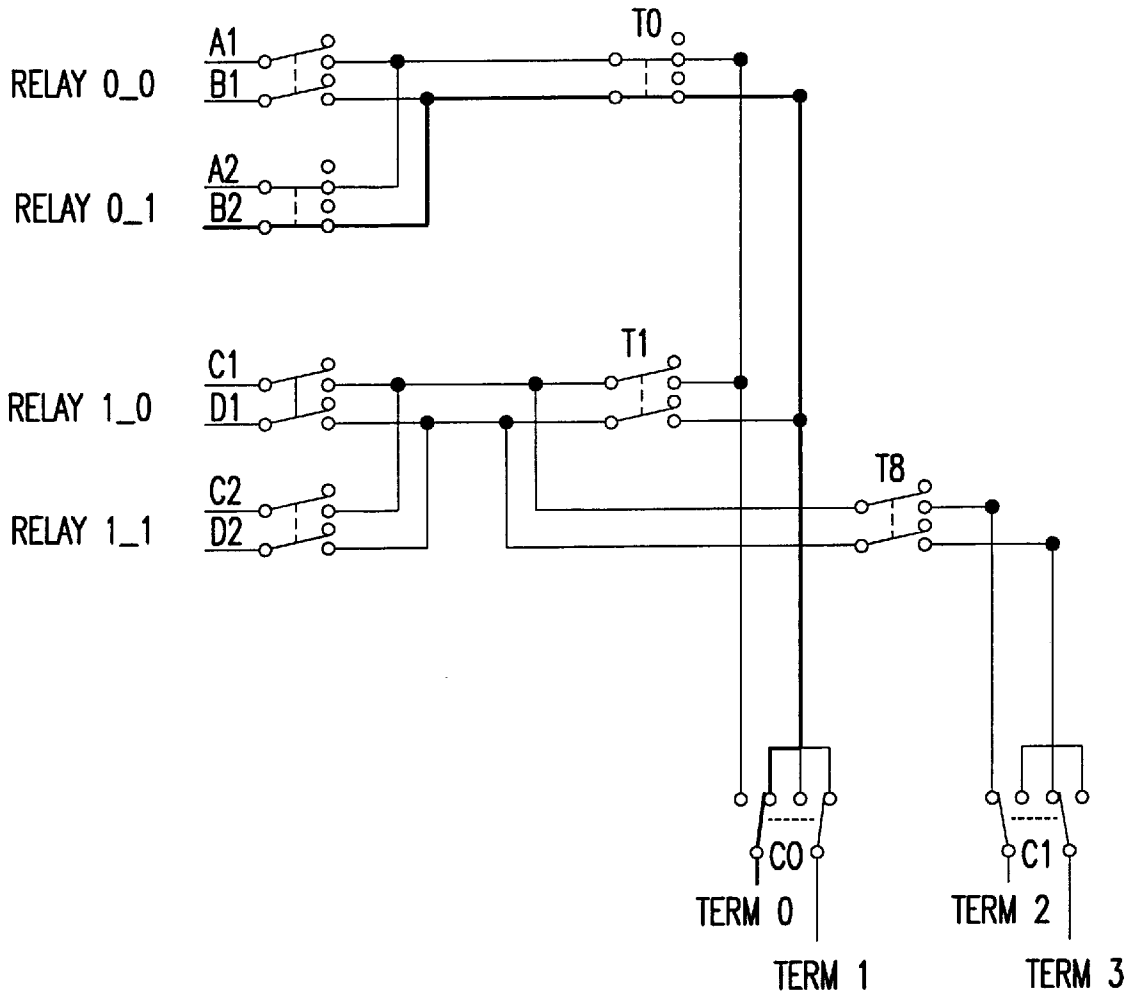 T0
A1
RELAY 0_0
B1
A2
RELAY 0_1
B2
T1
C1
RELAY 1_0
D1
T8
C2
RELAY 1_1
D2
C0
C1
TERM 0
TERM 2
TERM 1
TERM 3